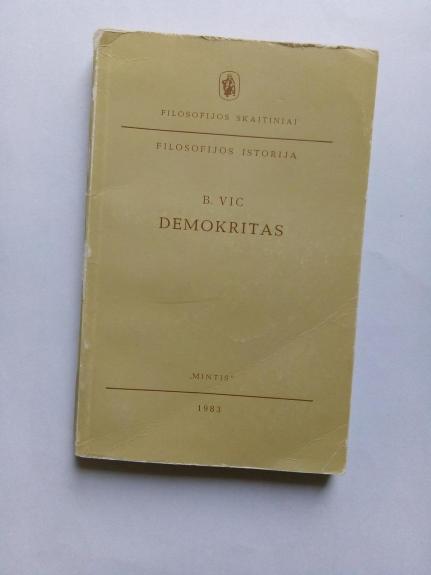 FILOSOFIJOS SKAITINIAI
FILOSOFIJOS ISTORIJA
B. VIC
DEMOKRITAS
„MINTIS“
1983